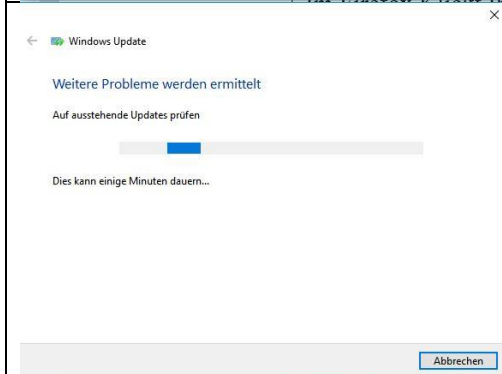 Windows Update
Weitere Probleme werden ermittelt
Auf ausstehende Updates prüfen
Dies kann einige Minuten dauern...
Abbrechen